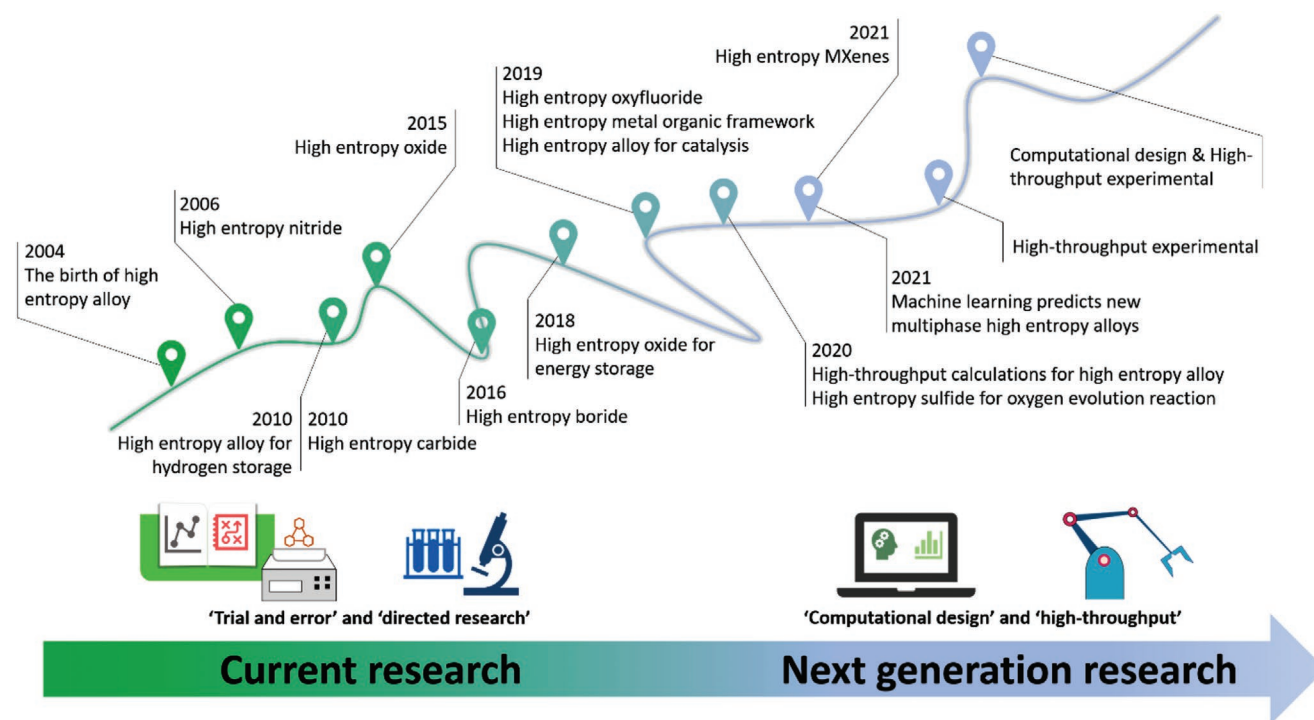 2004
The birth of high
entropy alloy
2006
High entropy nitride
2010
High entropy alloy for
hydrogen storage
2010
High entropy carbide
2015
High entropy oxide
2016
High entropy boride
2018
High entropy oxide for
energy storage
2019
High entropy oxyfluoride
High entropy metal organic framework
High entropy alloy for catalysis
2020
High-throughput calculations for high entropy alloy
High entropy sulfide for oxygen evolution reaction
2021
High entropy MXenes
2021
Machine learning predicts new
multiphase high entropy alloys
High-throughput experimental
Computational design & High-
throughput experimental
'Trial and error' and 'directed research'
'Computational design' and 'high-throughput'
Current research
Next generation research